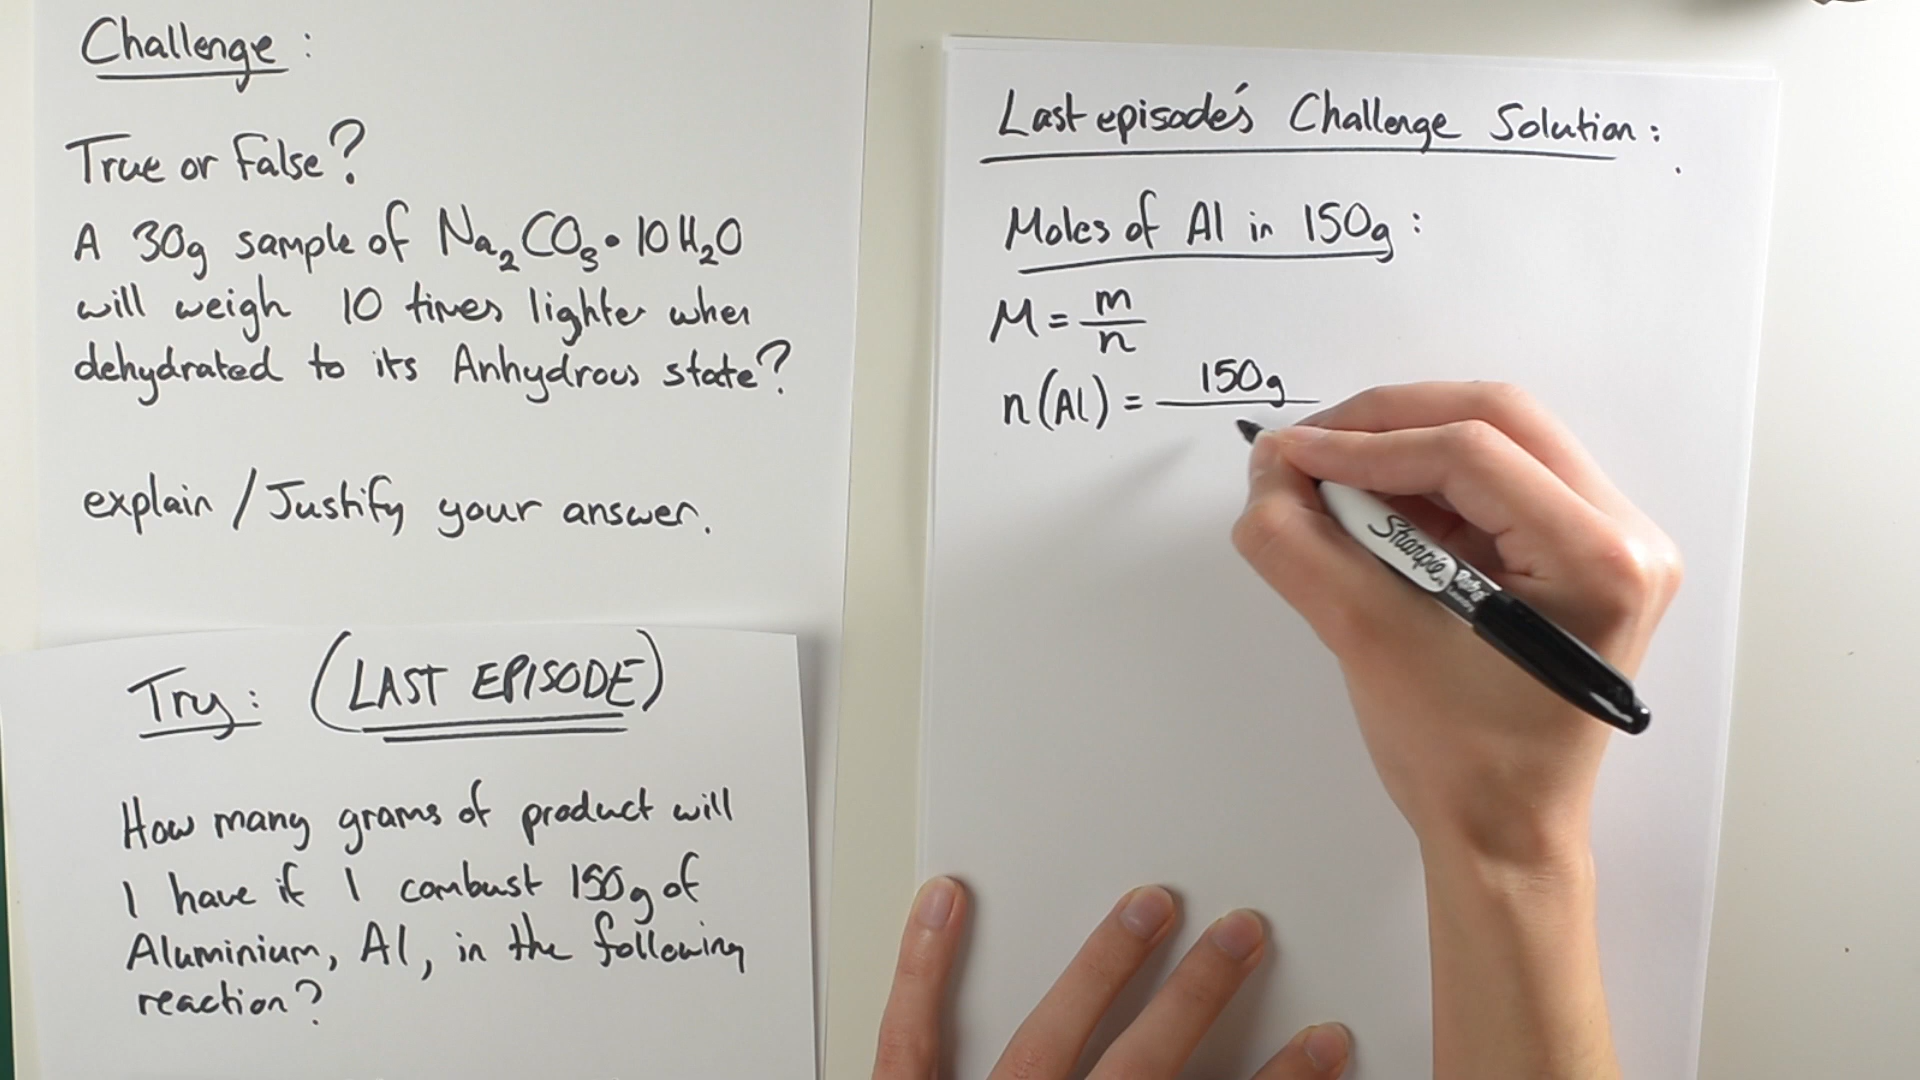 Challenge :
True or False?
A 30g sample of Na₂CO₃•10H₂O
will weigh 10 times lighter when
dehydrated to its Anhydrous state?
explain / Justify your answer.
Try: (LAST EPISODE)
How many grams of product will
I have if I combust 150g of
Aluminium, Al, in the following
reaction?
Last episode's Challenge Solution:
Moles of Al in 150g :
M = m/n
n(Al) = 150g
Sharpie